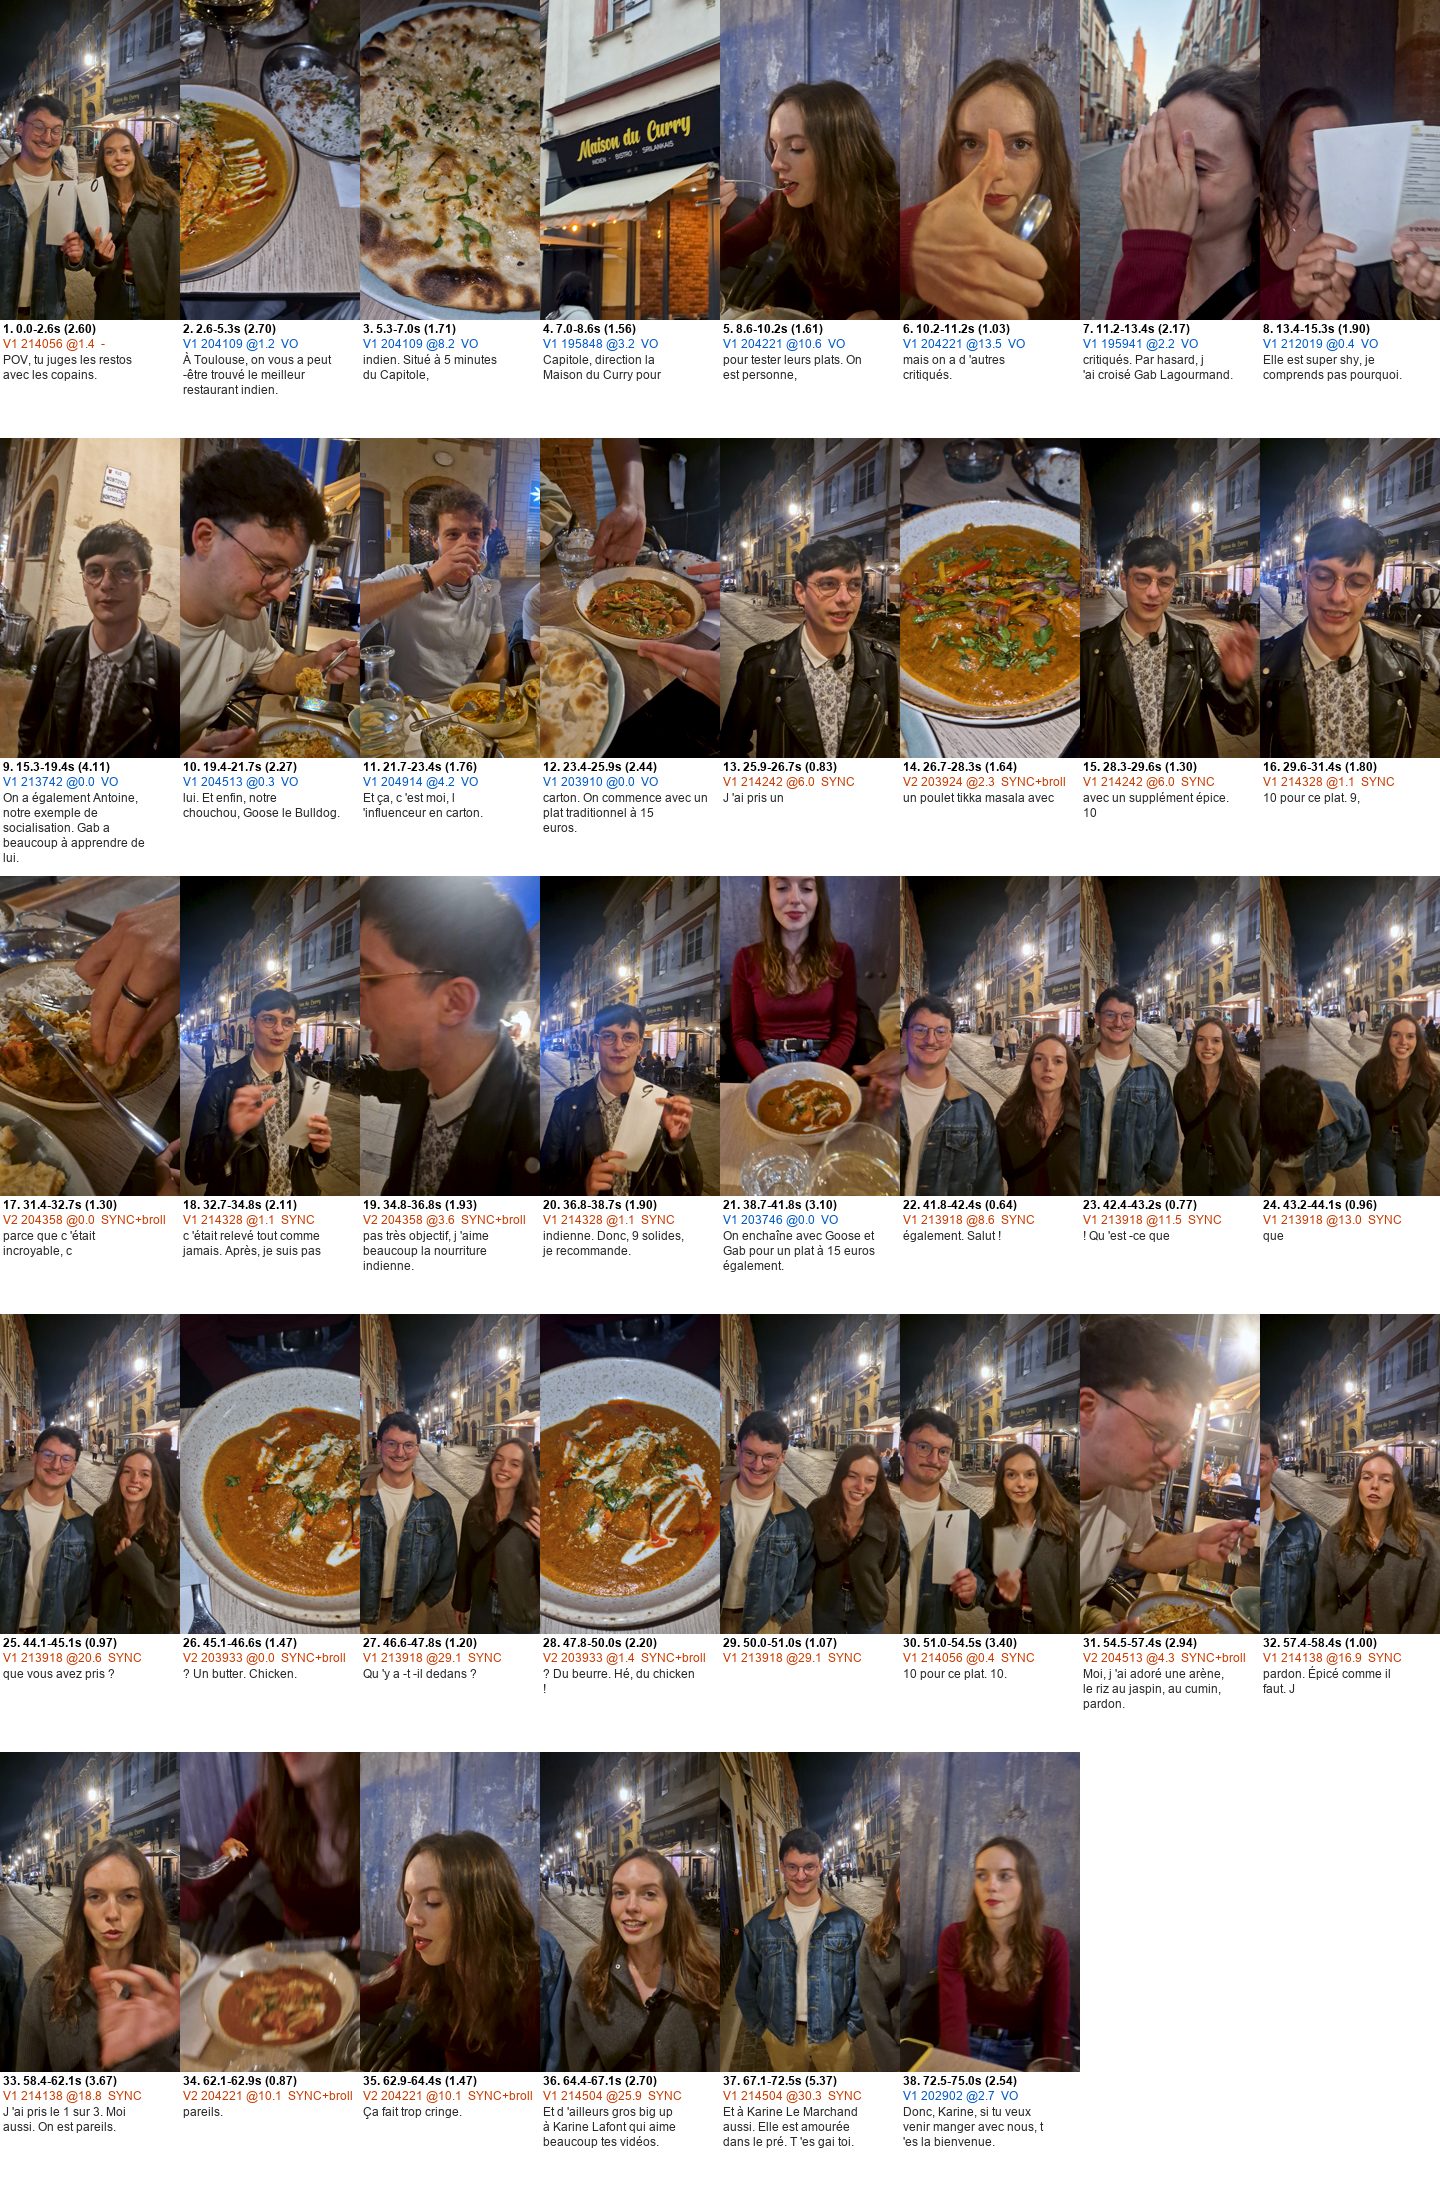 1 0
Maison du Curry
INDIEN - BISTRO - SRILANKAIS
1. 0.0-2.6s (2.60)
V1 214056 @1.4 -
POV, tu juges les restos
avec les copains.
2. 2.6-5.3s (2.70)
V1 204109 @1.2 VO
À Toulouse, on vous a peut
-être trouvé le meilleur
restaurant indien.
3. 5.3-7.0s (1.71)
V1 204109 @8.2 VO
indien. Situé à 5 minutes
du Capitole,
4. 7.0-8.6s (1.56)
V1 195848 @3.2 VO
Capitole, direction la
Maison du Curry pour
5. 8.6-10.2s (1.61)
V1 204221 @10.6 VO
pour tester leurs plats. On
est personne,
6. 10.2-11.2s (1.03)
V1 204221 @13.5 VO
mais on a d 'autres
critiqués.
7. 11.2-13.4s (2.17)
V1 195941 @2.2 VO
critiqués. Par hasard, j
'ai croisé Gab Lagourmand.
8. 13.4-15.3s (1.90)
V1 212019 @0.4 VO
Elle est super shy, je
comprends pas pourquoi.
9. 15.3-19.4s (4.11)
V1 213742 @0.0 VO
On a également Antoine,
notre exemple de
socialisation. Gab a
beaucoup à apprendre de
lui.
10. 19.4-21.7s (2.27)
V1 204513 @0.3 VO
lui. Et enfin, notre
chouchou, Goose le Bulldog.
11. 21.7-23.4s (1.76)
V1 204914 @4.2 VO
Et ça, c 'est moi, l
'influenceur en carton.
12. 23.4-25.9s (2.44)
V1 203910 @0.0 VO
carton. On commence avec un
plat traditionnel à 15
euros.
13. 25.9-26.7s (0.83)
V1 214242 @6.0 SYNC
J 'ai pris un
14. 26.7-28.3s (1.64)
V2 203924 @2.3 SYNC+broll
un poulet tikka masala avec
15. 28.3-29.6s (1.30)
V1 214242 @6.0 SYNC
avec un supplément épice.
10
16. 29.6-31.4s (1.80)
V1 214328 @1.1 SYNC
10 pour ce plat. 9,
9
9
17. 31.4-32.7s (1.30)
V2 204358 @0.0 SYNC+broll
parce que c 'était
incroyable, c
18. 32.7-34.8s (2.11)
V1 214328 @1.1 SYNC
c 'était relevé tout comme
jamais. Après, je suis pas
19. 34.8-36.8s (1.93)
V2 204358 @3.6 SYNC+broll
pas très objectif, j 'aime
beaucoup la nourriture
indienne.
20. 36.8-38.7s (1.90)
V1 214328 @1.1 SYNC
indienne. Donc, 9 solides,
je recommande.
21. 38.7-41.8s (3.10)
V1 203746 @0.0 VO
On enchaîne avec Goose et
Gab pour un plat à 15 euros
également.
22. 41.8-42.4s (0.64)
V1 213918 @8.6 SYNC
également. Salut !
23. 42.4-43.2s (0.77)
V1 213918 @11.5 SYNC
! Qu 'est -ce que
24. 43.2-44.1s (0.96)
V1 213918 @13.0 SYNC
que
1
25. 44.1-45.1s (0.97)
V1 213918 @20.6 SYNC
que vous avez pris ?
26. 45.1-46.6s (1.47)
V2 203933 @0.0 SYNC+broll
? Un butter. Chicken.
27. 46.6-47.8s (1.20)
V1 213918 @29.1 SYNC
Qu 'y a -t -il dedans ?
28. 47.8-50.0s (2.20)
V2 203933 @1.4 SYNC+broll
? Du beurre. Hé, du chicken
!
29. 50.0-51.0s (1.07)
V1 213918 @29.1 SYNC
30. 51.0-54.5s (3.40)
V1 214056 @0.4 SYNC
10 pour ce plat. 10.
31. 54.5-57.4s (2.94)
V2 204513 @4.3 SYNC+broll
Moi, j 'ai adoré une arène,
le riz au jaspin, au cumin,
pardon.
32. 57.4-58.4s (1.00)
V1 214138 @16.9 SYNC
pardon. Épicé comme il
faut. J
33. 58.4-62.1s (3.67)
V1 214138 @18.8 SYNC
J 'ai pris le 1 sur 3. Moi
aussi. On est pareils.
34. 62.1-62.9s (0.87)
V2 204221 @10.1 SYNC+broll
pareils.
35. 62.9-64.4s (1.47)
V2 204221 @10.1 SYNC+broll
Ça fait trop cringe.
36. 64.4-67.1s (2.70)
V1 214504 @25.9 SYNC
Et d 'ailleurs gros big up
à Karine Lafont qui aime
beaucoup tes vidéos.
37. 67.1-72.5s (5.37)
V1 214504 @30.3 SYNC
Et à Karine Le Marchand
aussi. Elle est amourée
dans le pré. T 'es gai toi.
38. 72.5-75.0s (2.54)
V1 202902 @2.7 VO
Donc, Karine, si tu veux
venir manger avec nous, t
'es la bienvenue.